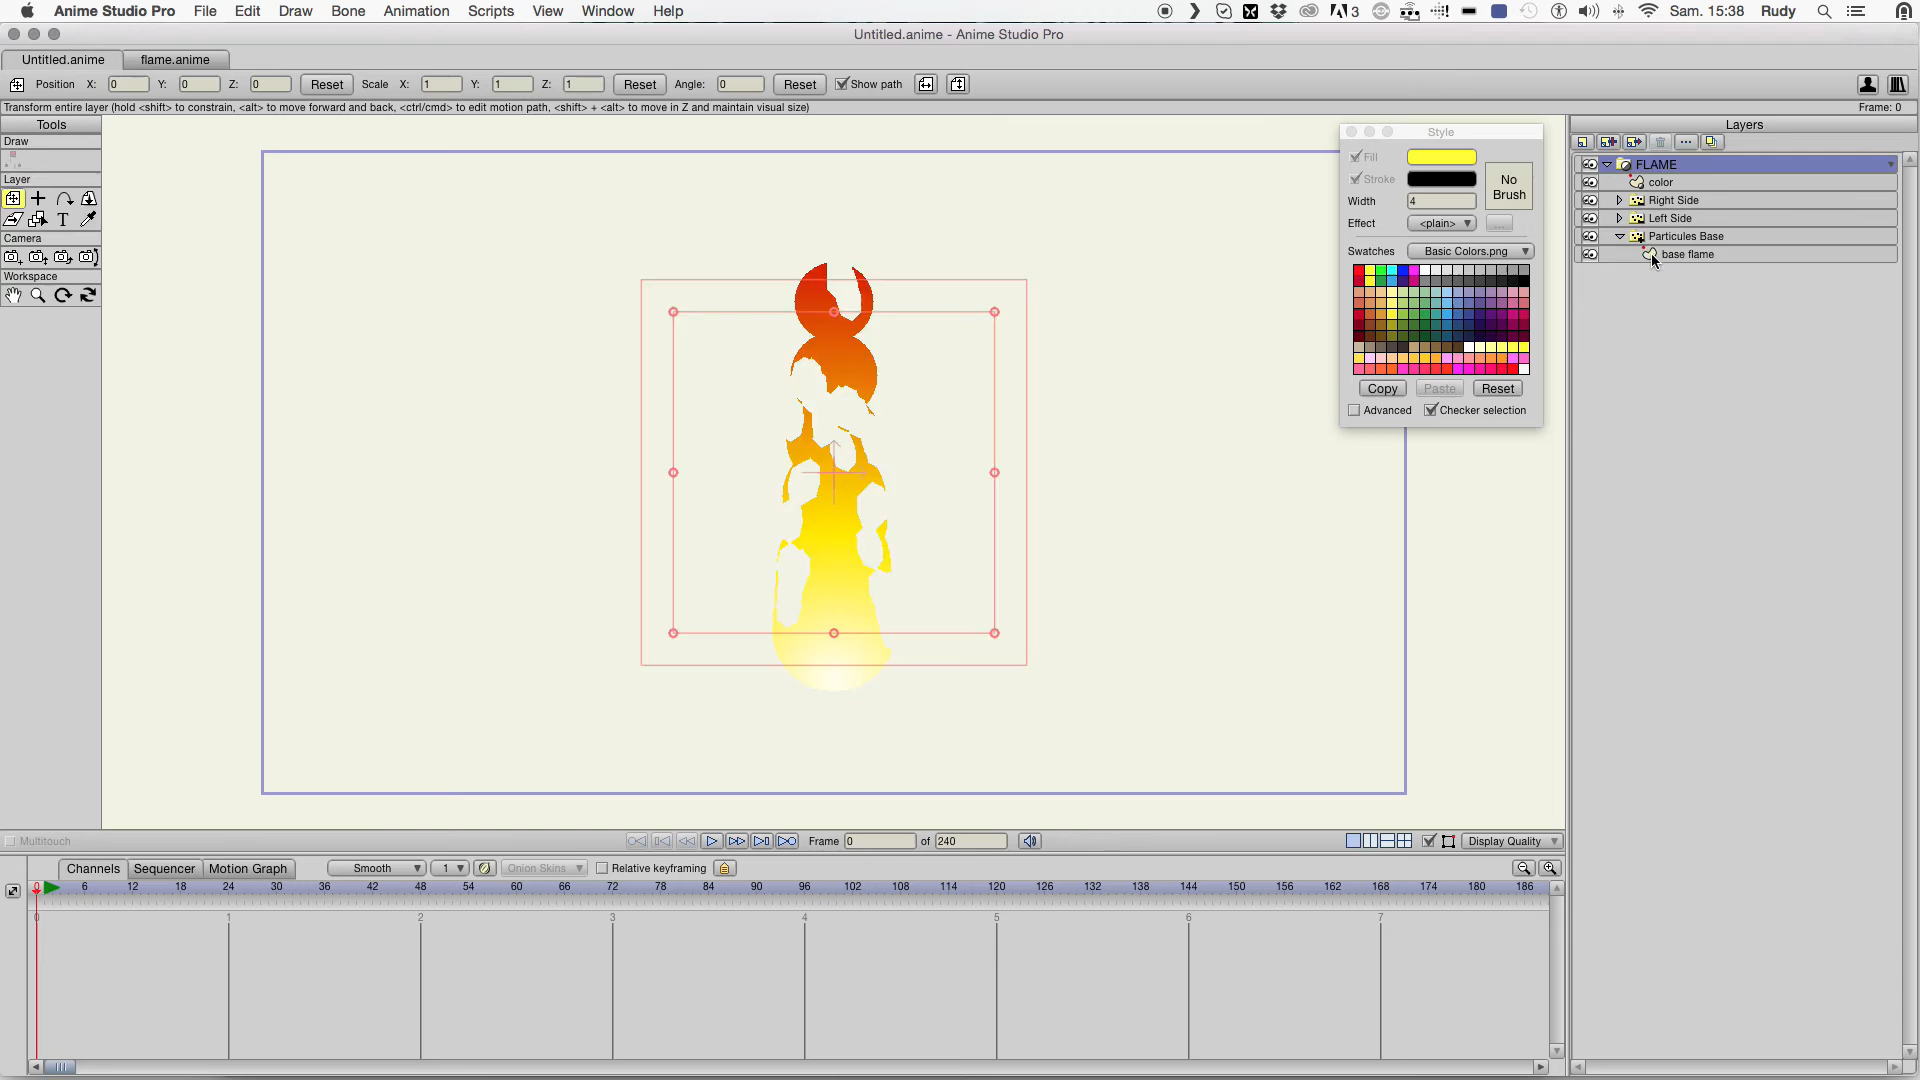 Anime Studio Pro File Edit Draw Bone Animation Scripts View Window Help 3 Sam. 15:38 Rudy
Untitled.anime - Anime Studio Pro
Untitled.anime flame.anime
Position X: 0 Y: 0 Z: 0 Reset Scale X: 1 Y: 1 Z: 1 Reset Angle: 0 Reset Show path
Transform entire layer (hold <shift> to constrain, <alt> to move forward and back, <ctrl/cmd> to edit motion path, <shift> + <alt> to move in Z and maintain visual size) Frame: 0
Tools
Draw
Layer
T
Camera
Workspace
Style
Fill
Stroke
No Brush
Width 4
Effect <plain> ...
Swatches Basic Colors.png
Copy Paste Reset
Advanced Checker selection
Layers
FLAME
color
Right Side
Left Side
Particules Base
base flame
Multitouch Frame 0 of 240 Display Quality
Channels Sequencer Motion Graph Smooth 1 Onion Skins Relative keyframing
0 6 12 18 24 30 36 42 48 54 60 66 72 78 84 90 96 102 108 114 120 126 132 138 144 150 156 162 168 174 180 186
0 1 2 3 4 5 6 7